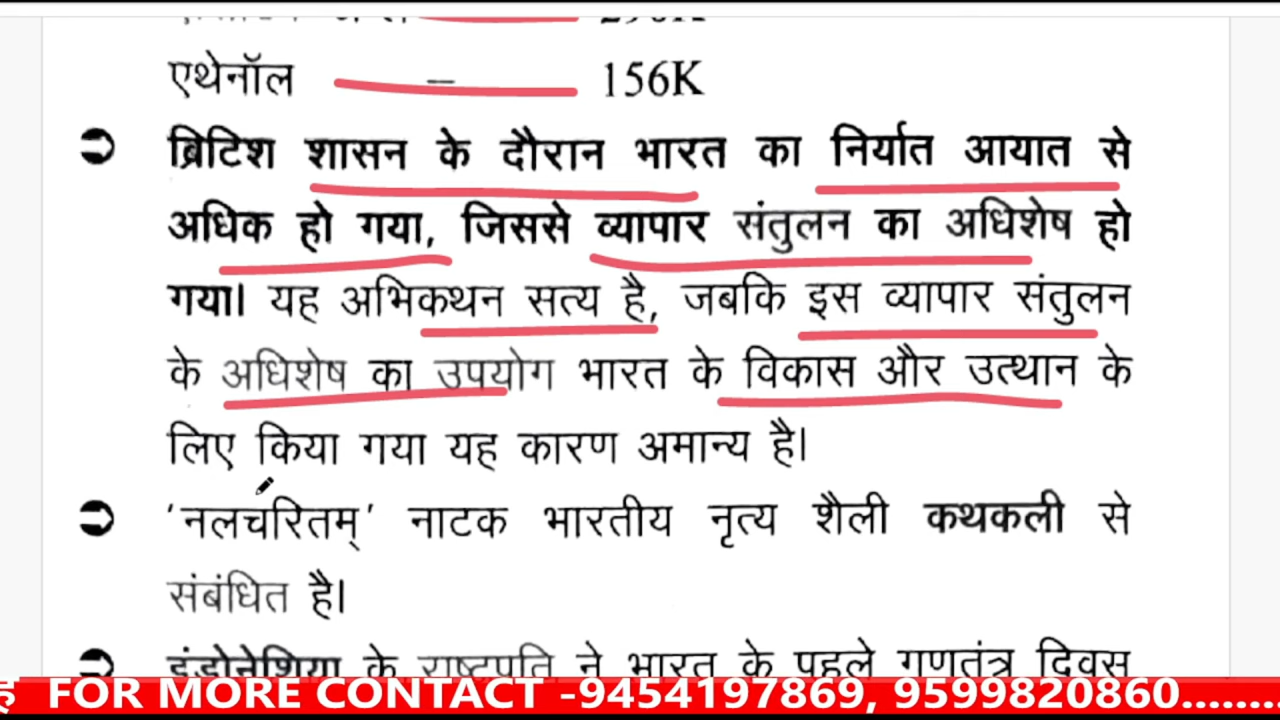 एथेनॉल – 156K
➲ ब्रिटिश शासन के दौरान भारत का निर्यात आयात से
अधिक हो गया, जिससे व्यापार संतुलन का अधिशेष हो
गया। यह अभिकथन सत्य है, जबकि इस व्यापार संतुलन
के अधिशेष का उपयोग भारत के विकास और उत्थान के
लिए किया गया यह कारण अमान्य है।
➲ 'नलचरितम्' नाटक भारतीय नृत्य शैली कथकली से
संबंधित है।
➲ इंडोनेशिया के राष्ट्रपति ने भारत के पहले गणतंत्र दिवस
FOR MORE CONTACT -9454197869, 9599820860........